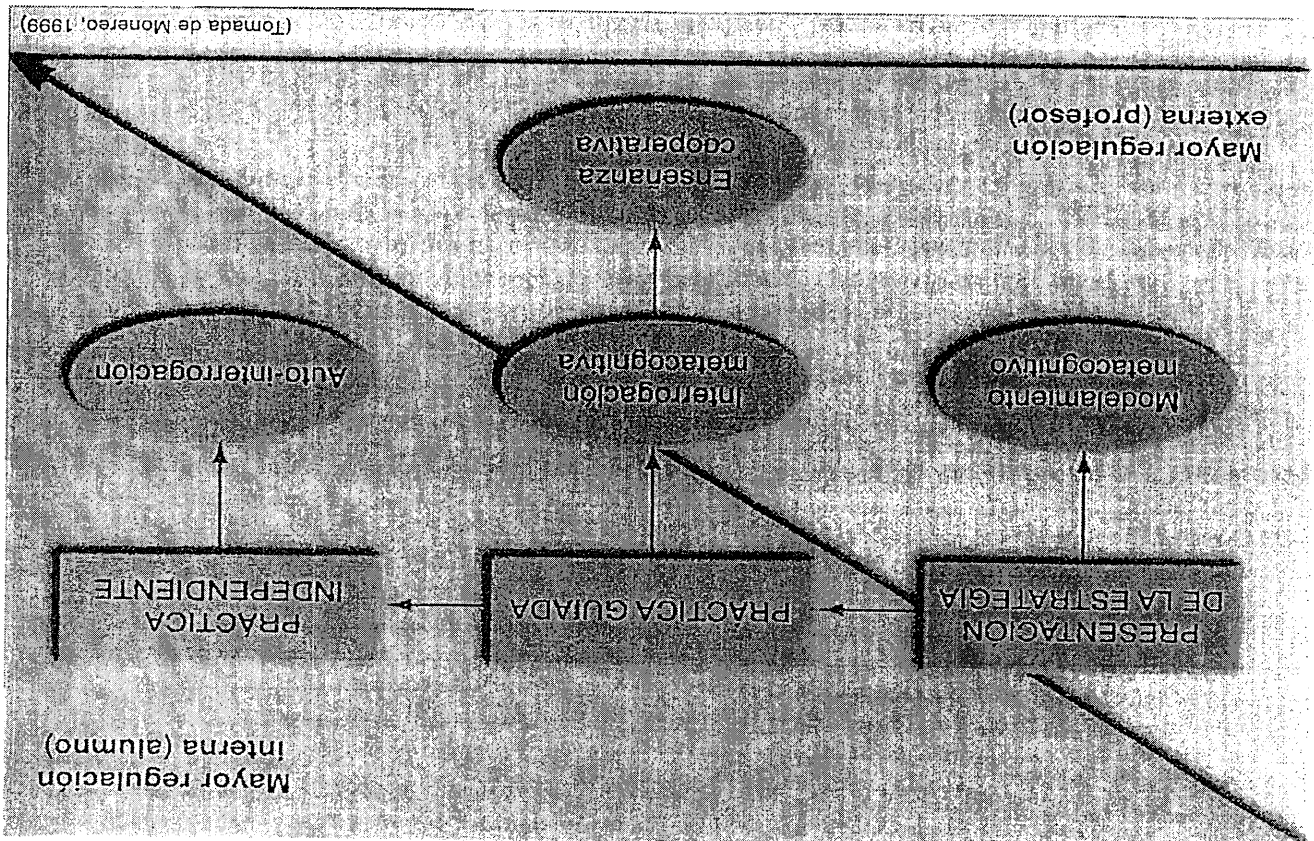 Mayor regulación
interna (alumno)
PRESENTACIÓN
DE LA ESTRATEGIA
PRACTICA GUIADA
PRÁCTICA
INDEPENDIENTE
Modelamiento
metacognitivo
Interrogación
metacognitiva
Auto-interrogación
Mayor regulación
externa (profesor)
Enseñanza
cooperativa
(Tomada de Monereo, 1999)